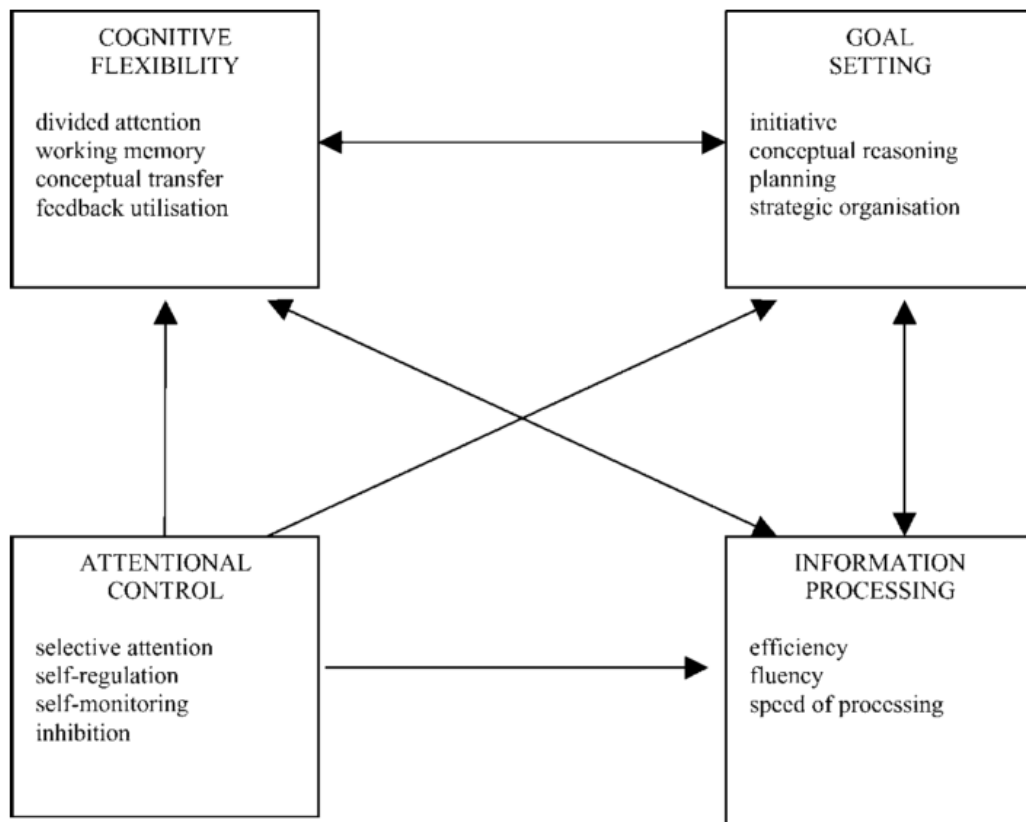 COGNITIVE
FLEXIBILITY
divided attention
working memory
conceptual transfer
feedback utilisation
GOAL
SETTING
initiative
conceptual reasoning
planning
strategic organisation
ATTENTIONAL
CONTROL
selective attention
self-regulation
self-monitoring
inhibition
INFORMATION
PROCESSING
efficiency
fluency
speed of processing